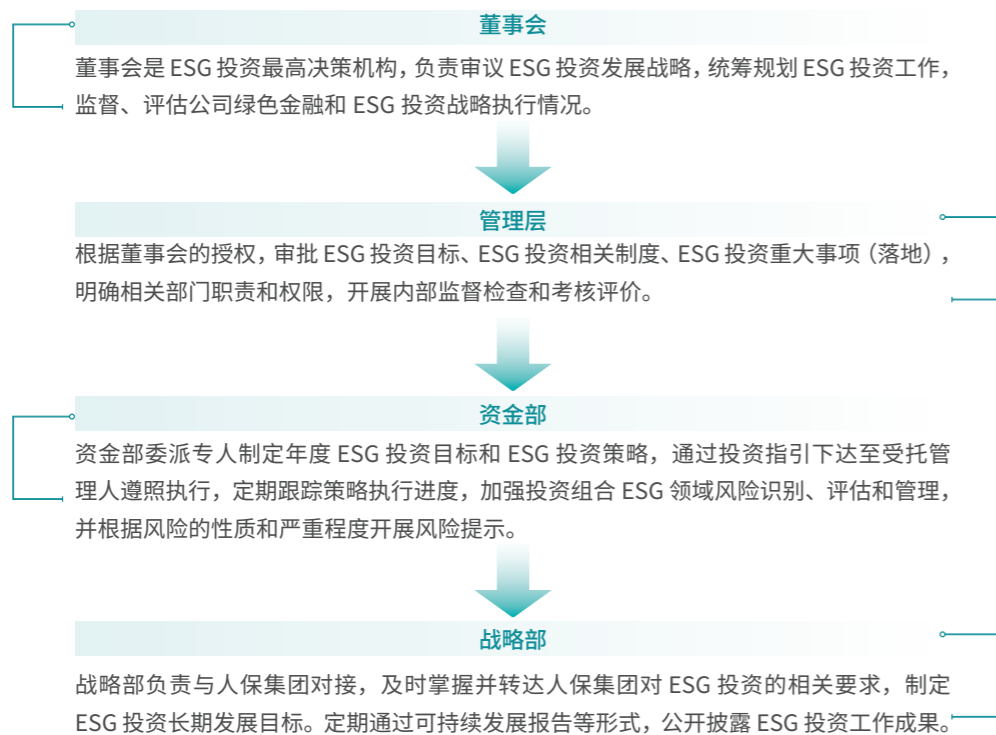 董事会
董事会是 ESG 投资最高决策机构，负责审议 ESG 投资发展战略，统筹规划 ESG 投资工作，
监督、评估公司绿色金融和 ESG 投资战略执行情况。
管理层
根据董事会的授权，审批 ESG 投资目标、ESG 投资相关制度、ESG 投资重大事项（落地），
明确相关部门职责和权限，开展内部监督检查和考核评价。
资金部
资金部委派专人制定年度 ESG 投资目标和 ESG 投资策略，通过投资指引下达至受托管
理人遵照执行，定期跟踪策略执行进度，加强投资组合 ESG 领域风险识别、评估和管理，
并根据风险的性质和严重程度开展风险提示。
战略部
战略部负责与人保集团对接，及时掌握并转达人保集团对 ESG 投资的相关要求，制定
ESG 投资长期发展目标。定期通过可持续发展报告等形式，公开披露 ESG 投资工作成果。